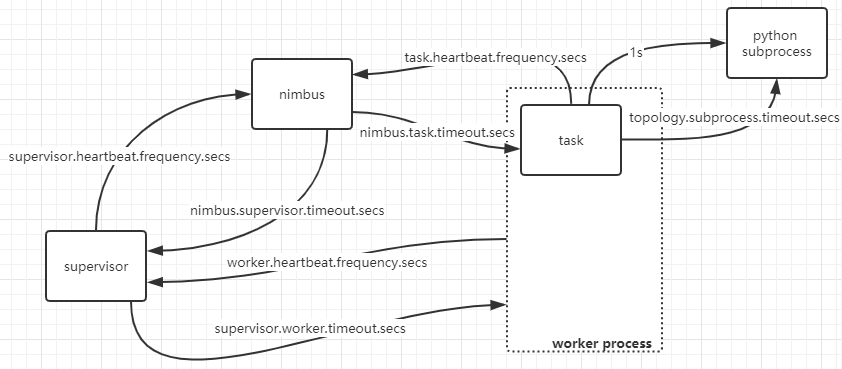 python
subprocess
1s
task.heartbeat.frequency.secs
nimbus
topology.subprocess.timeout.secs
nimbus.task.timeout.secs
task
supervisor.heartbeat.frequency.secs
nimbus.supervisor.timeout.secs
supervisor
worker.heartbeat.frequency.secs
supervisor.worker.timeout.secs
worker process